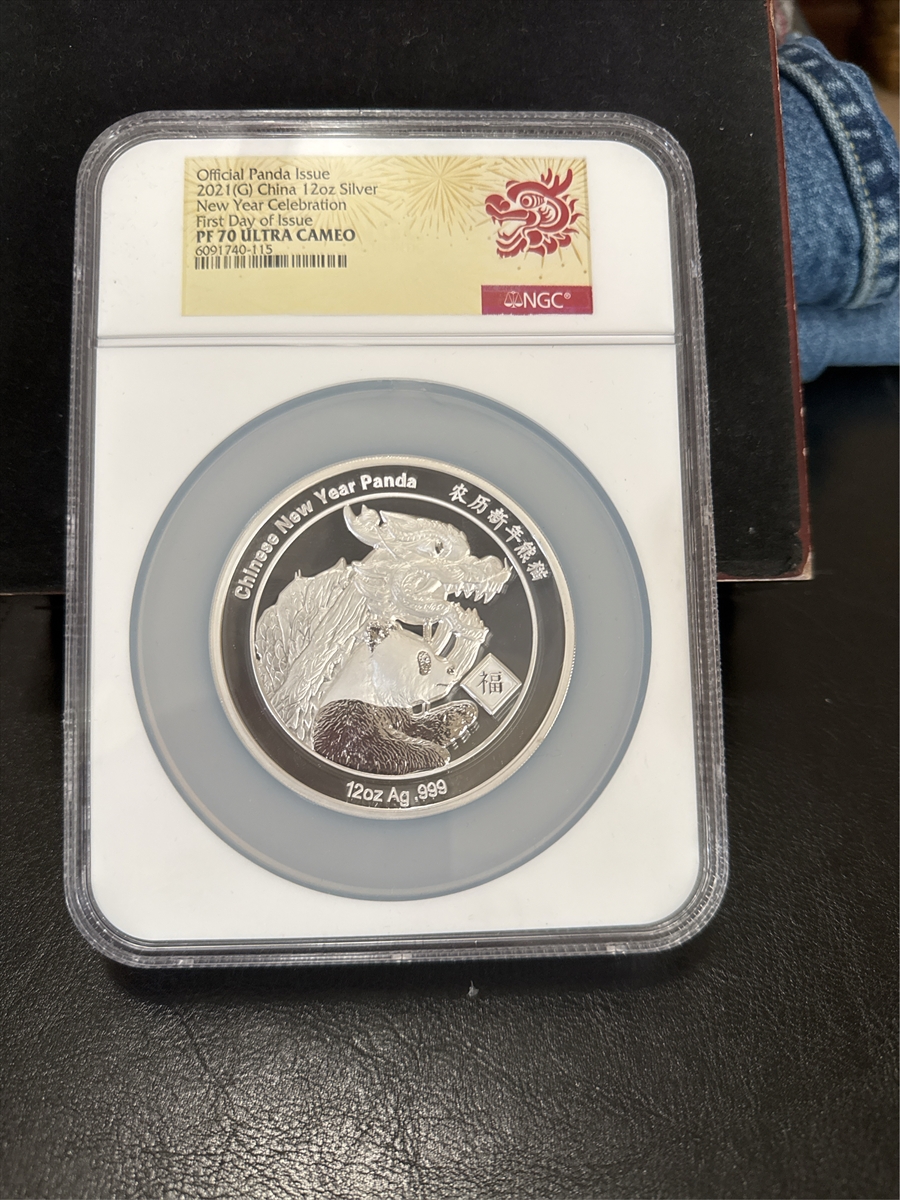 Official Panda Issue
2021(G) China 12oz Silver
New Year Celebration
First Day of Issue
PF 70 ULTRA CAMEO
6091740-115
NGC®
Chinese New Year Panda
农历新年熊猫
福
12oz Ag .999